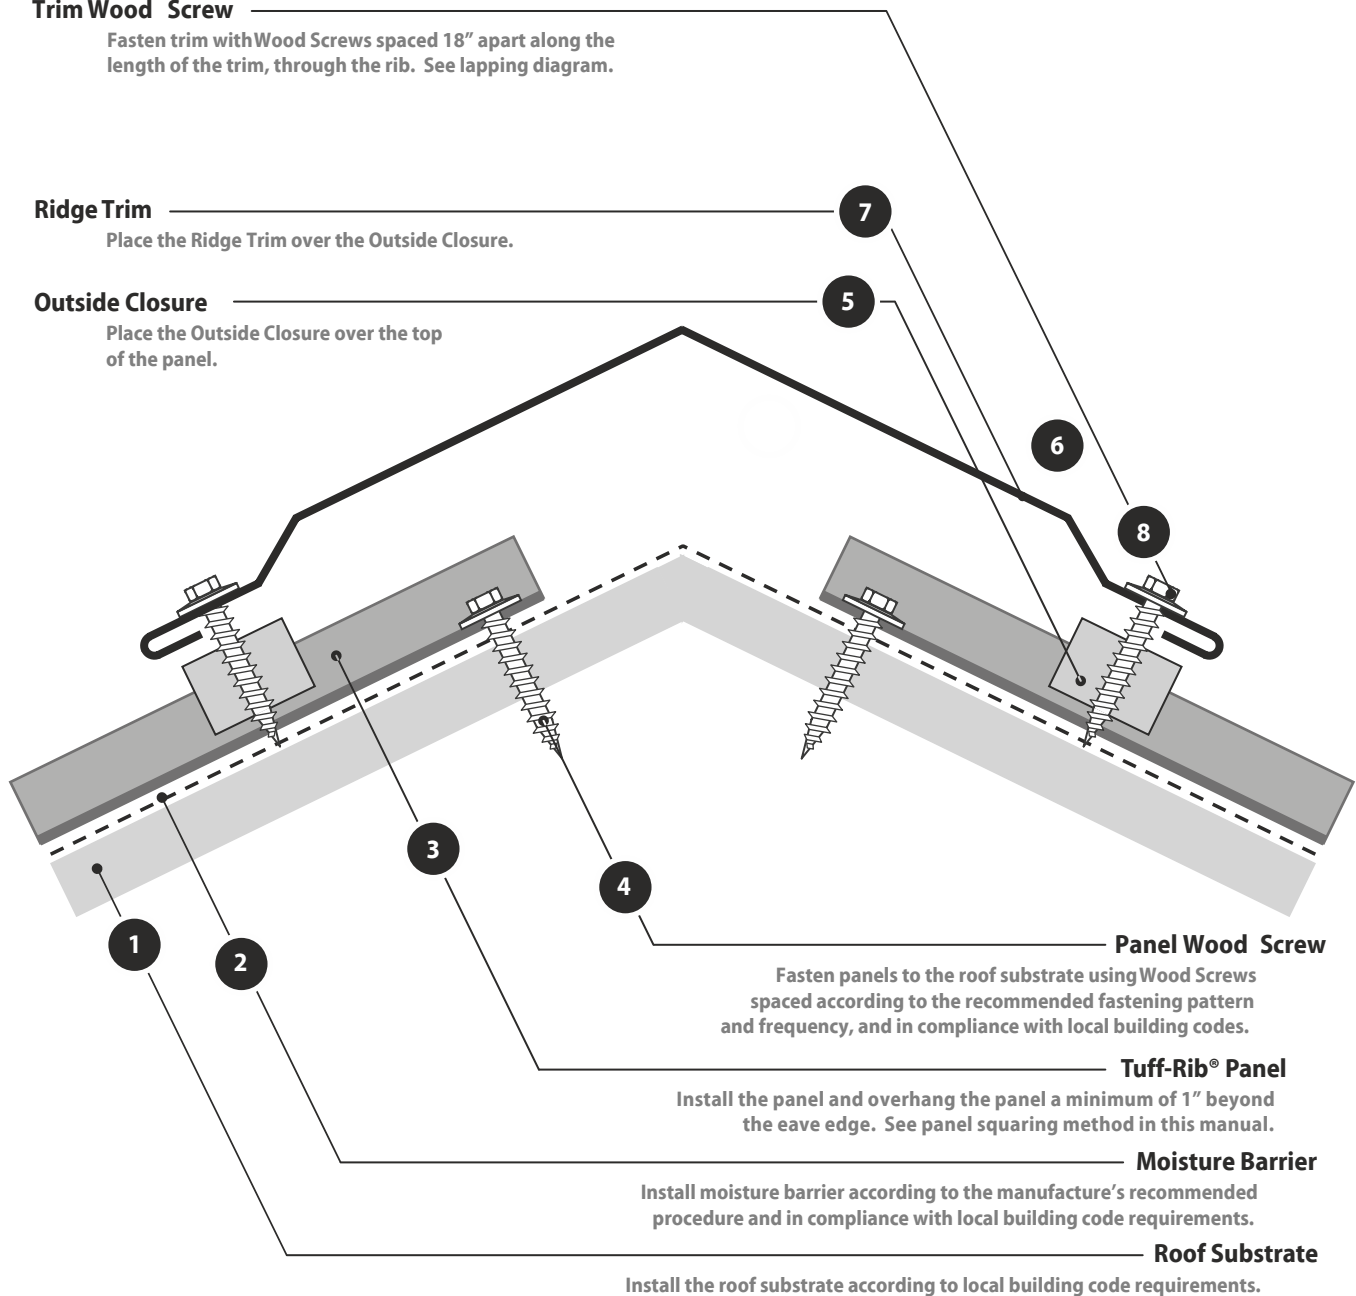 Trim Wood Screw
Fasten trim with Wood Screws spaced 18” apart along the
length of the trim, through the rib. See lapping diagram.
Ridge Trim
7
Place the Ridge Trim over the Outside Closure.
Outside Closure
5
Place the Outside Closure over the top
of the panel.
6
8
3
4
1
2
Panel Wood Screw
Fasten panels to the roof substrate using Wood Screws
spaced according to the recommended fastening pattern
and frequency, and in compliance with local building codes.
Tuff-Rib® Panel
Install the panel and overhang the panel a minimum of 1” beyond
the eave edge. See panel squaring method in this manual.
Moisture Barrier
Install moisture barrier according to the manufacture’s recommended
procedure and in compliance with local building code requirements.
Roof Substrate
Install the roof substrate according to local building code requirements.